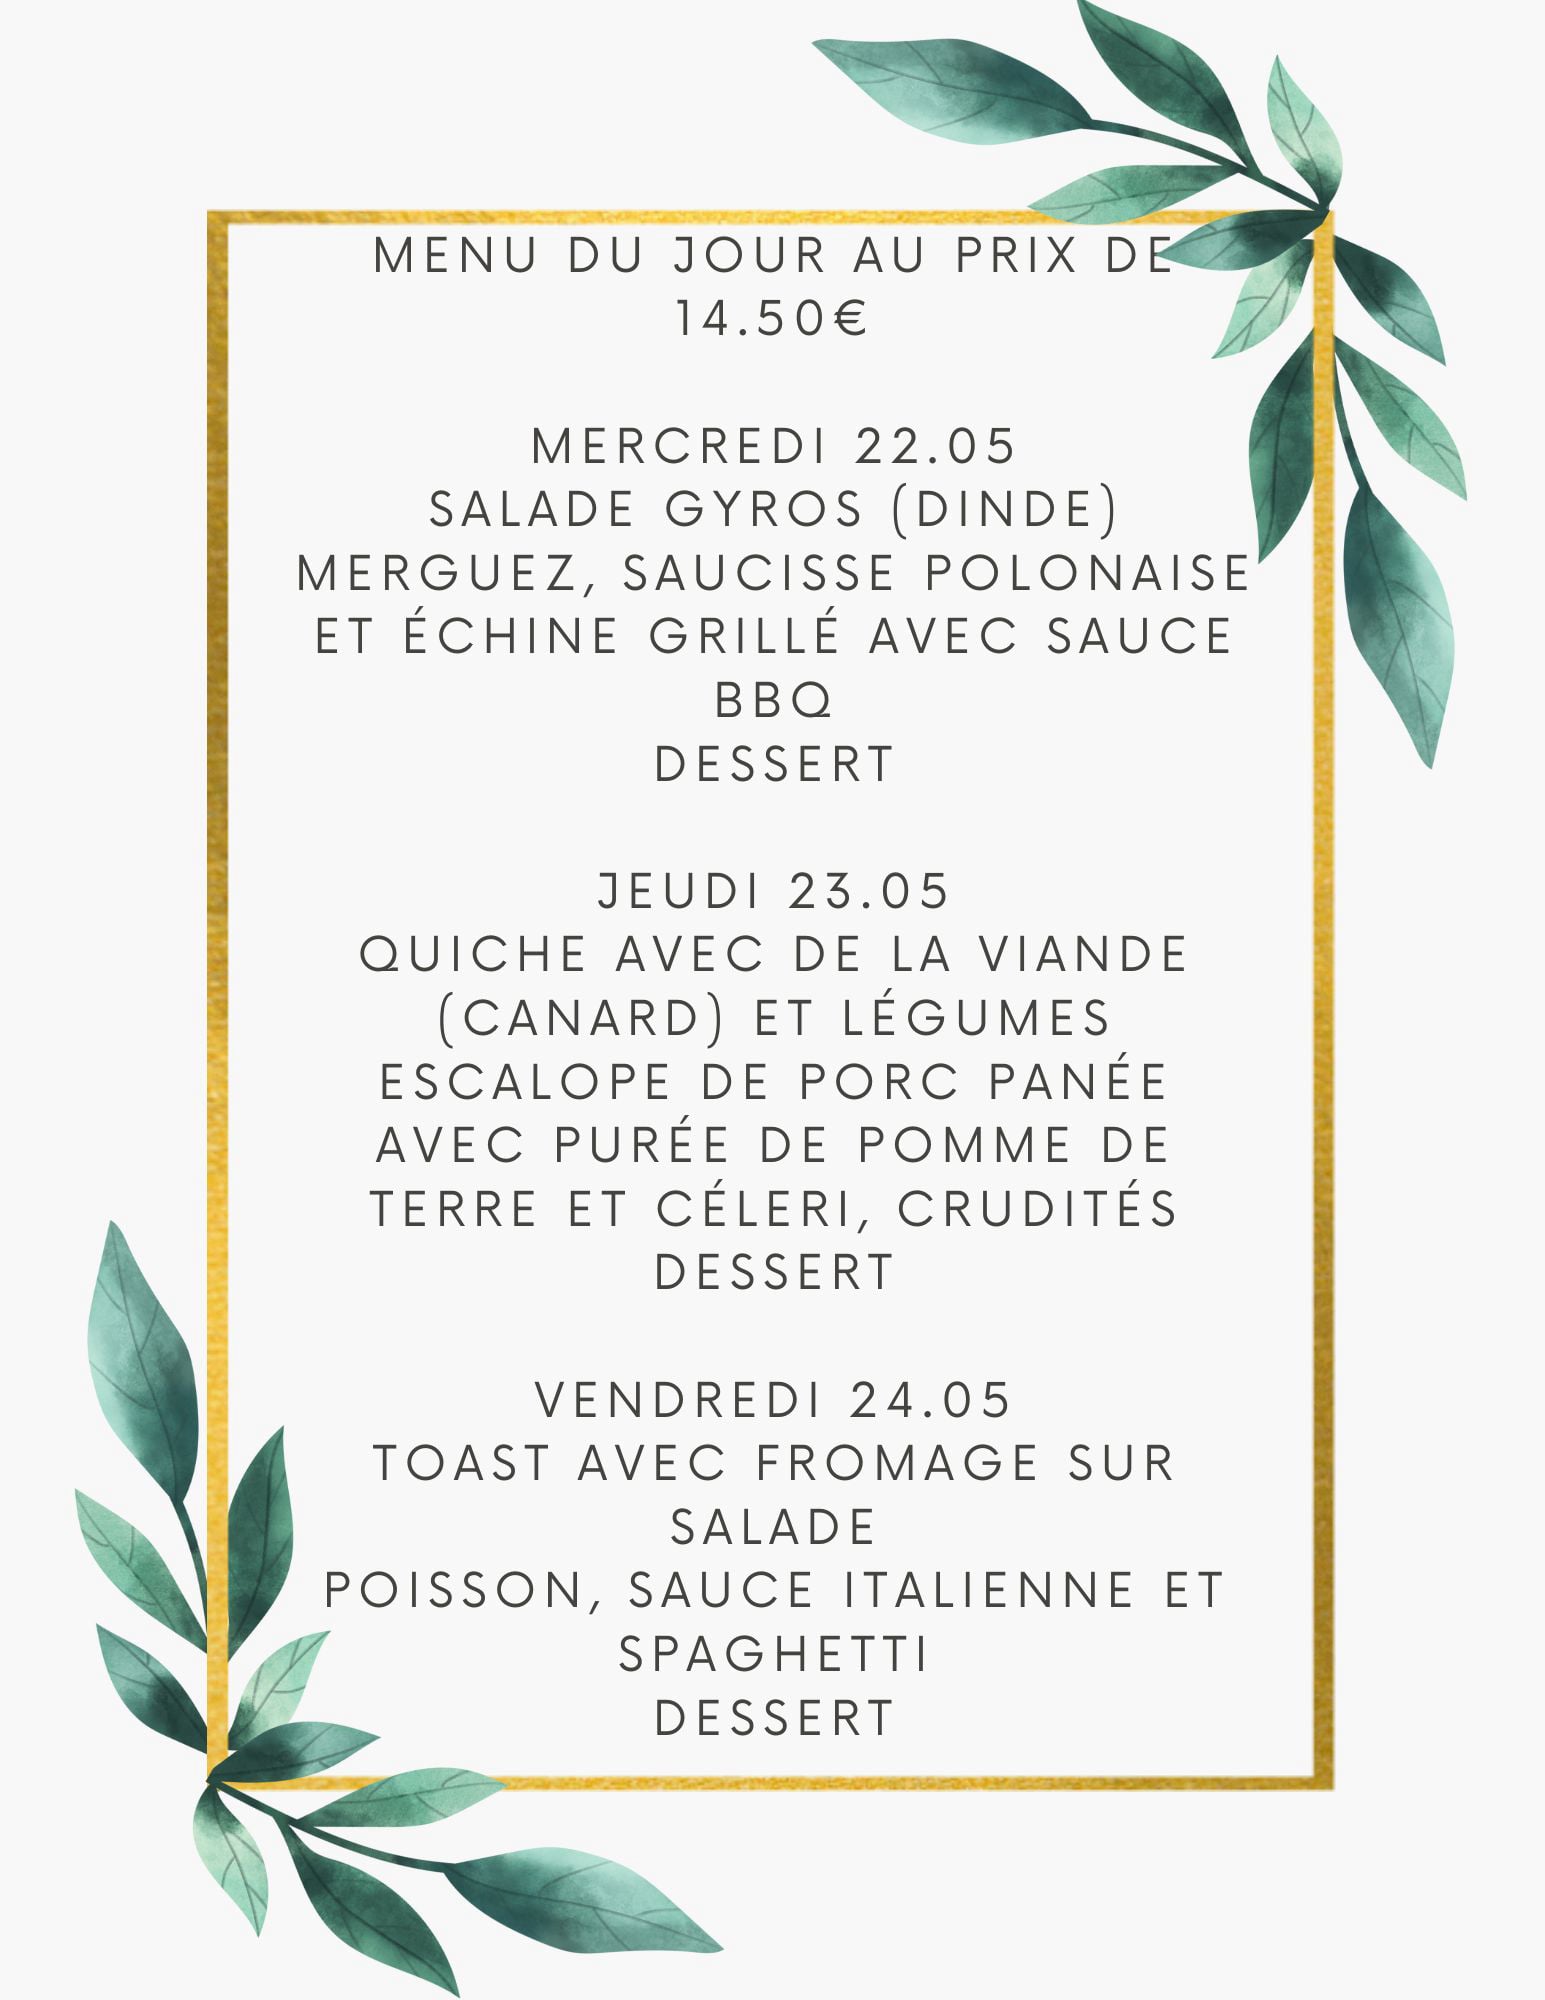 MENU DU JOUR AU PRIX DE
14.50€
MERCREDI 22.05
SALADE GYROS (DINDE)
MERGUEZ, SAUCISSE POLONAISE
ET ÉCHINE GRILLÉ AVEC SAUCE
BBQ
DESSERT
JEUDI 23.05
QUICHE AVEC DE LA VIANDE
(CANARD) ET LÉGUMES
ESCALOPE DE PORC PANÉE
AVEC PURÉE DE POMME DE
TERRE ET CÉLERI, CRUDITÉS
DESSERT
VENDREDI 24.05
TOAST AVEC FROMAGE SUR
SALADE
POISSON, SAUCE ITALIENNE ET
SPAGHETTI
DESSERT